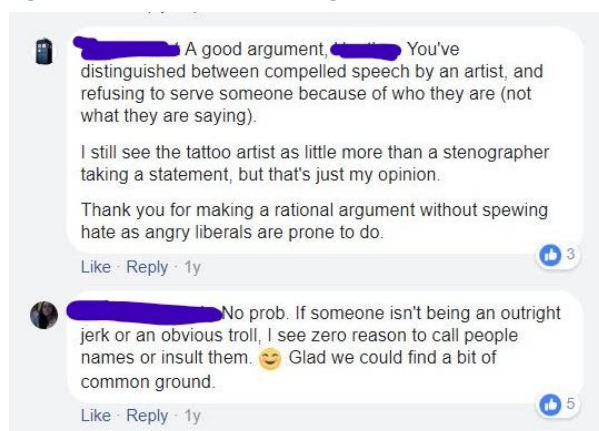 A good argument, You've
distinguished between compelled speech by an artist, and
refusing to serve someone because of who they are (not
what they are saying).
I still see the tattoo artist as little more than a stenographer
taking a statement, but that's just my opinion.
Thank you for making a rational argument without spewing
hate as angry liberals are prone to do.
3
Like · Reply · 1y
No prob. If someone isn't being an outright
jerk or an obvious troll, I see zero reason to call people
names or insult them. 😊 Glad we could find a bit of
common ground.
5
Like · Reply · 1y